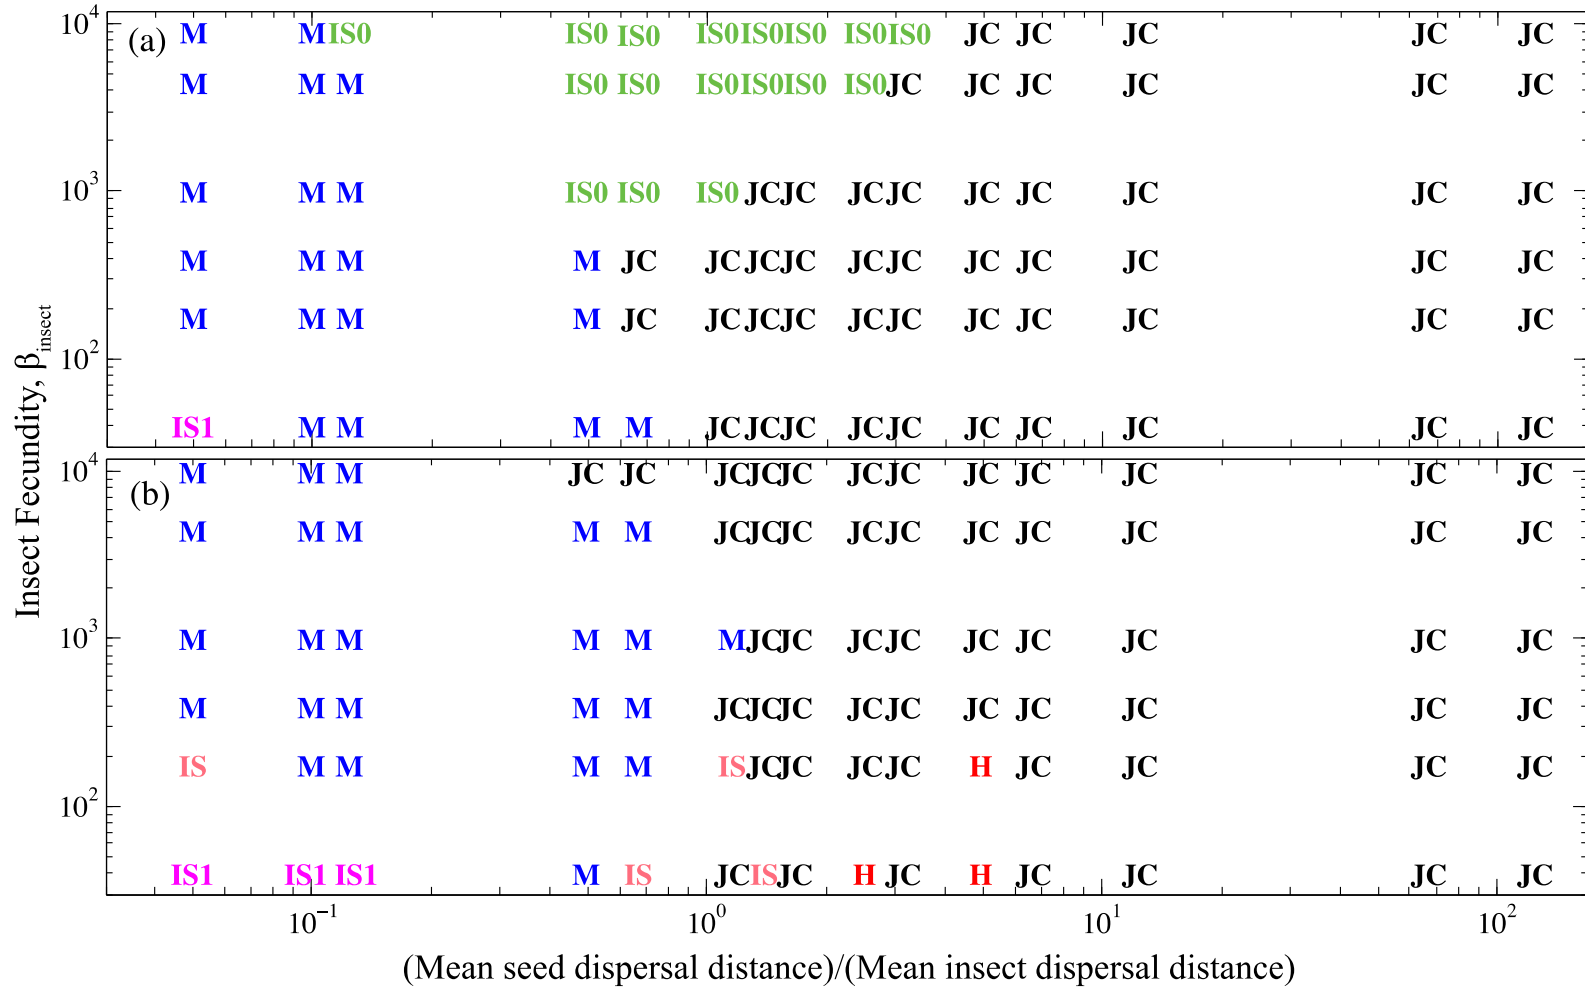 10⁴
(a)
M M IS0 IS0 IS0 IS0 IS0 IS0 IS0 IS0 JC JC JC JC JC
M M M IS0 IS0 IS0 IS0 IS0 IS0 JC JC JC JC JC JC
10³
M M M IS0 IS0 IS0 JC JC JC JC JC JC JC JC JC
M M M M JC JC JC JC JC JC JC JC JC JC JC
M M M M JC JC JC JC JC JC JC JC JC JC JC
10²
IS1 M M M M JC JC JC JC JC JC JC JC JC JC
Insect Fecundity, βinsect
10⁴
(b)
M M M JC JC JC JC JC JC JC JC JC JC JC JC
M M M M M JC JC JC JC JC JC JC JC JC JC
10³
M M M M M M JC JC JC JC JC JC JC JC JC
M M M M M JC JC JC JC JC JC JC JC JC JC
IS M M M M IS JC JC JC JC H JC JC JC JC
10²
IS1 IS1 IS1 M IS JC IS JC H JC H JC JC JC JC
10⁻¹ 10⁰ 10¹ 10²
(Mean seed dispersal distance)/(Mean insect dispersal distance)